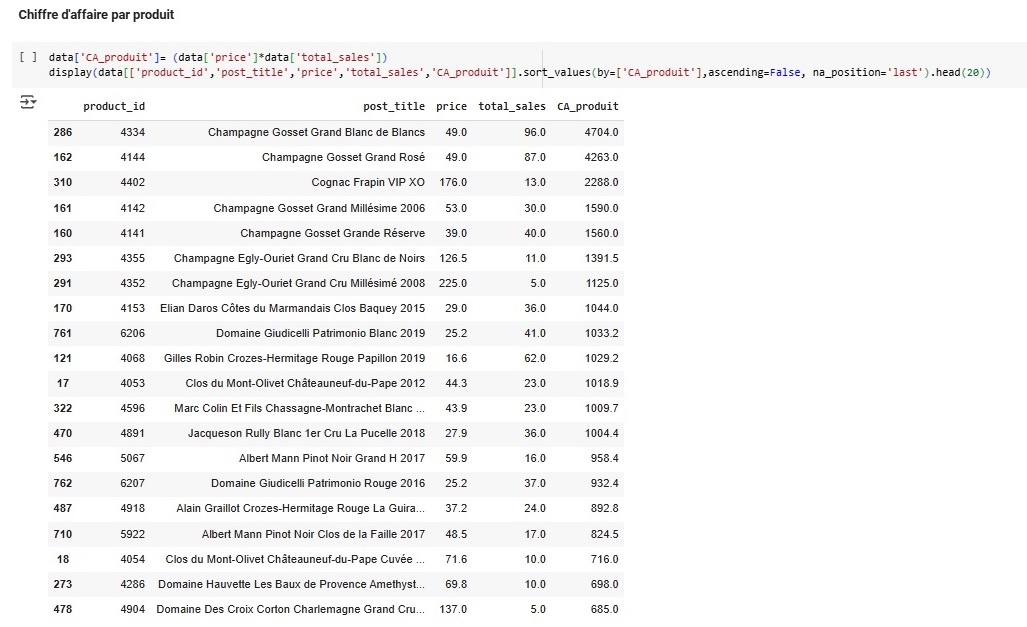 Chiffre d'affaire par produit
[ ] data['CA_produit']= (data['price']*data['total_sales'])
display(data[['product_id','post_title','price','total_sales','CA_produit']].sort_values(by=['CA_produit'],ascending=False, na_position='last').head(20))
product_id post_title price total_sales CA_produit
286 4334 Champagne Gosset Grand Blanc de Blancs 49.0 96.0 4704.0
162 4144 Champagne Gosset Grand Rosé 49.0 87.0 4263.0
310 4402 Cognac Frapin VIP XO 176.0 13.0 2288.0
161 4142 Champagne Gosset Grand Millésime 2006 53.0 30.0 1590.0
160 4141 Champagne Gosset Grande Réserve 39.0 40.0 1560.0
293 4355 Champagne Egly-Ouriet Grand Cru Blanc de Noirs 126.5 11.0 1391.5
291 4352 Champagne Egly-Ouriet Grand Cru Millésimé 2008 225.0 5.0 1125.0
170 4153 Elian Daros Côtes du Marmandais Clos Baquey 2015 29.0 36.0 1044.0
761 6206 Domaine Giudicelli Patrimonio Blanc 2019 25.2 41.0 1033.2
121 4068 Gilles Robin Crozes-Hermitage Rouge Papillon 2019 16.6 62.0 1029.2
17 4053 Clos du Mont-Olivet Châteauneuf-du-Pape 2012 44.3 23.0 1018.9
322 4596 Marc Colin Et Fils Chassagne-Montrachet Blanc ... 43.9 23.0 1009.7
470 4891 Jacqueson Rully Blanc 1er Cru La Pucelle 2018 27.9 36.0 1004.4
546 5067 Albert Mann Pinot Noir Grand H 2017 59.9 16.0 958.4
762 6207 Domaine Giudicelli Patrimonio Rouge 2016 25.2 37.0 932.4
487 4918 Alain Graillot Crozes-Hermitage Rouge La Guira... 37.2 24.0 892.8
710 5922 Albert Mann Pinot Noir Clos de la Faille 2017 48.5 17.0 824.5
18 4054 Clos du Mont-Olivet Châteauneuf-du-Pape Cuvée ... 71.6 10.0 716.0
273 4286 Domaine Hauvette Les Baux de Provence Amethyst... 69.8 10.0 698.0
478 4904 Domaine Des Croix Corton Charlemagne Grand Cru... 137.0 5.0 685.0